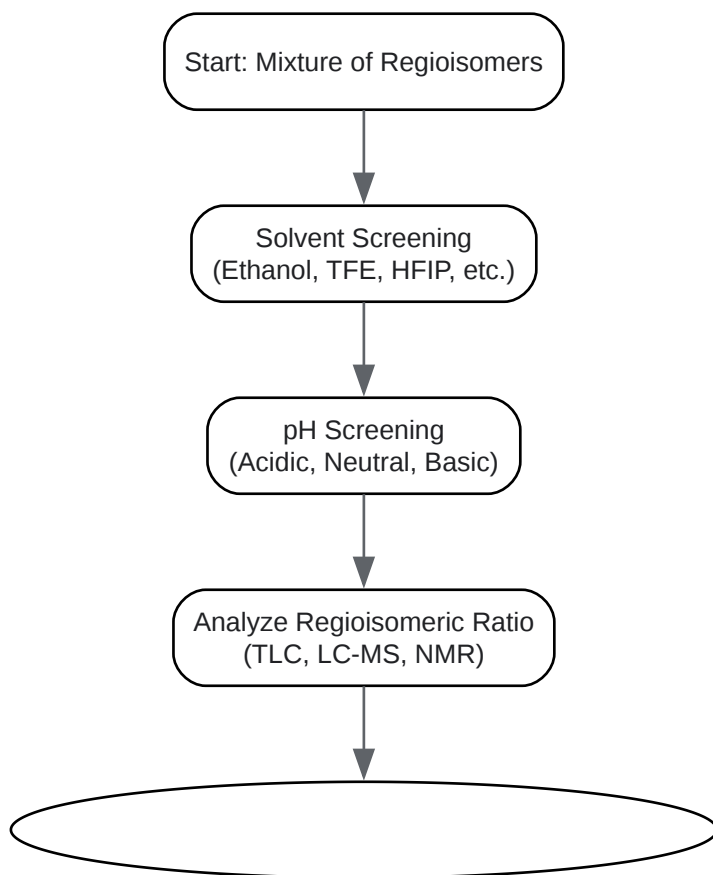 Start: Mixture of Regioisomers
Solvent Screening
(Ethanol, TFE, HFIP, etc.)
pH Screening
(Acidic, Neutral, Basic)
Analyze Regioisomeric Ratio
(TLC, LC-MS, NMR)